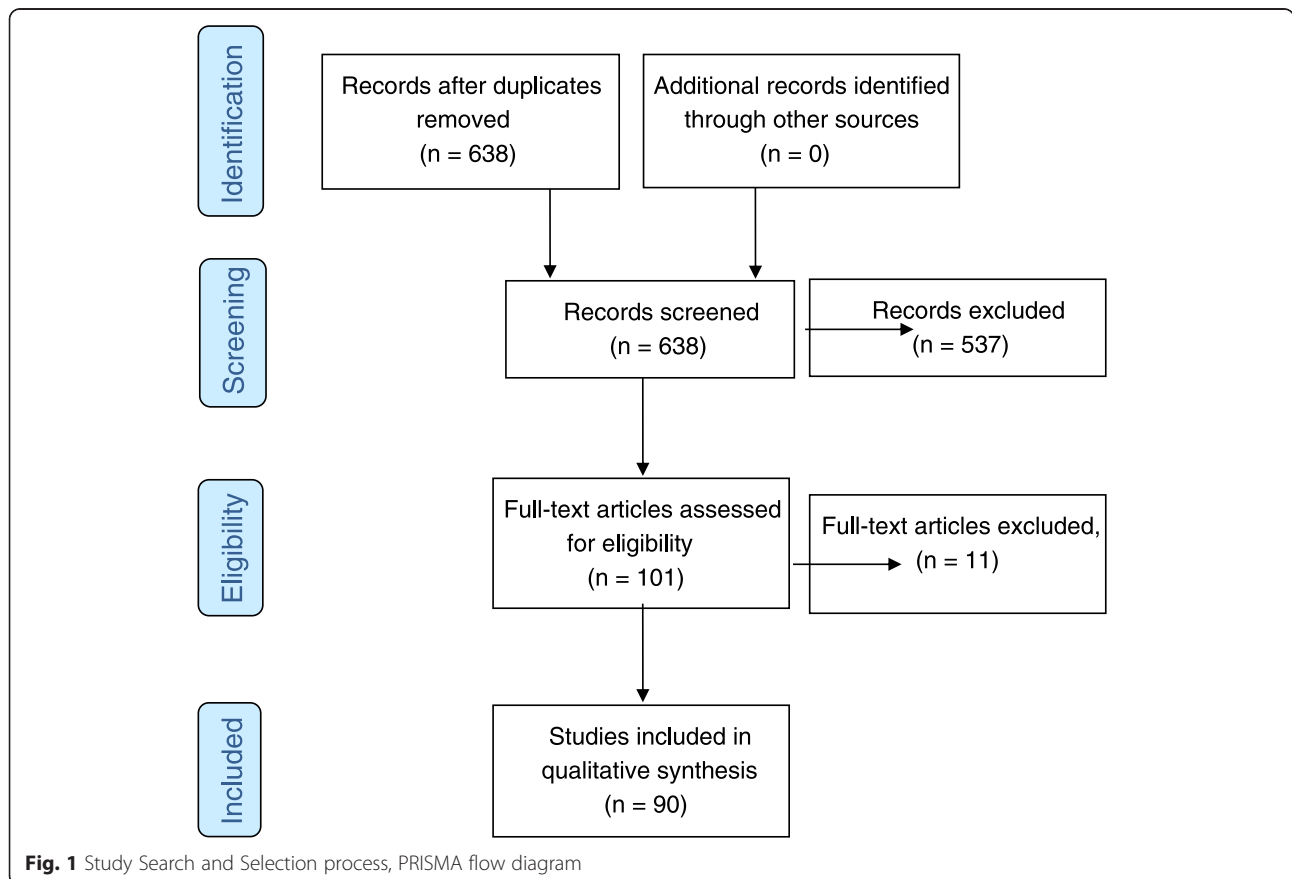 Identification
Records after duplicates
removed
(n = 638)
Additional records identified
through other sources
(n = 0)
Screening
Records screened
(n = 638)
Records excluded
(n = 537)
Eligibility
Full-text articles assessed
for eligibility
(n = 101)
Full-text articles excluded,
(n = 11)
Included
Studies included in
qualitative synthesis
(n = 90)
Fig. 1 Study Search and Selection process, PRISMA flow diagram